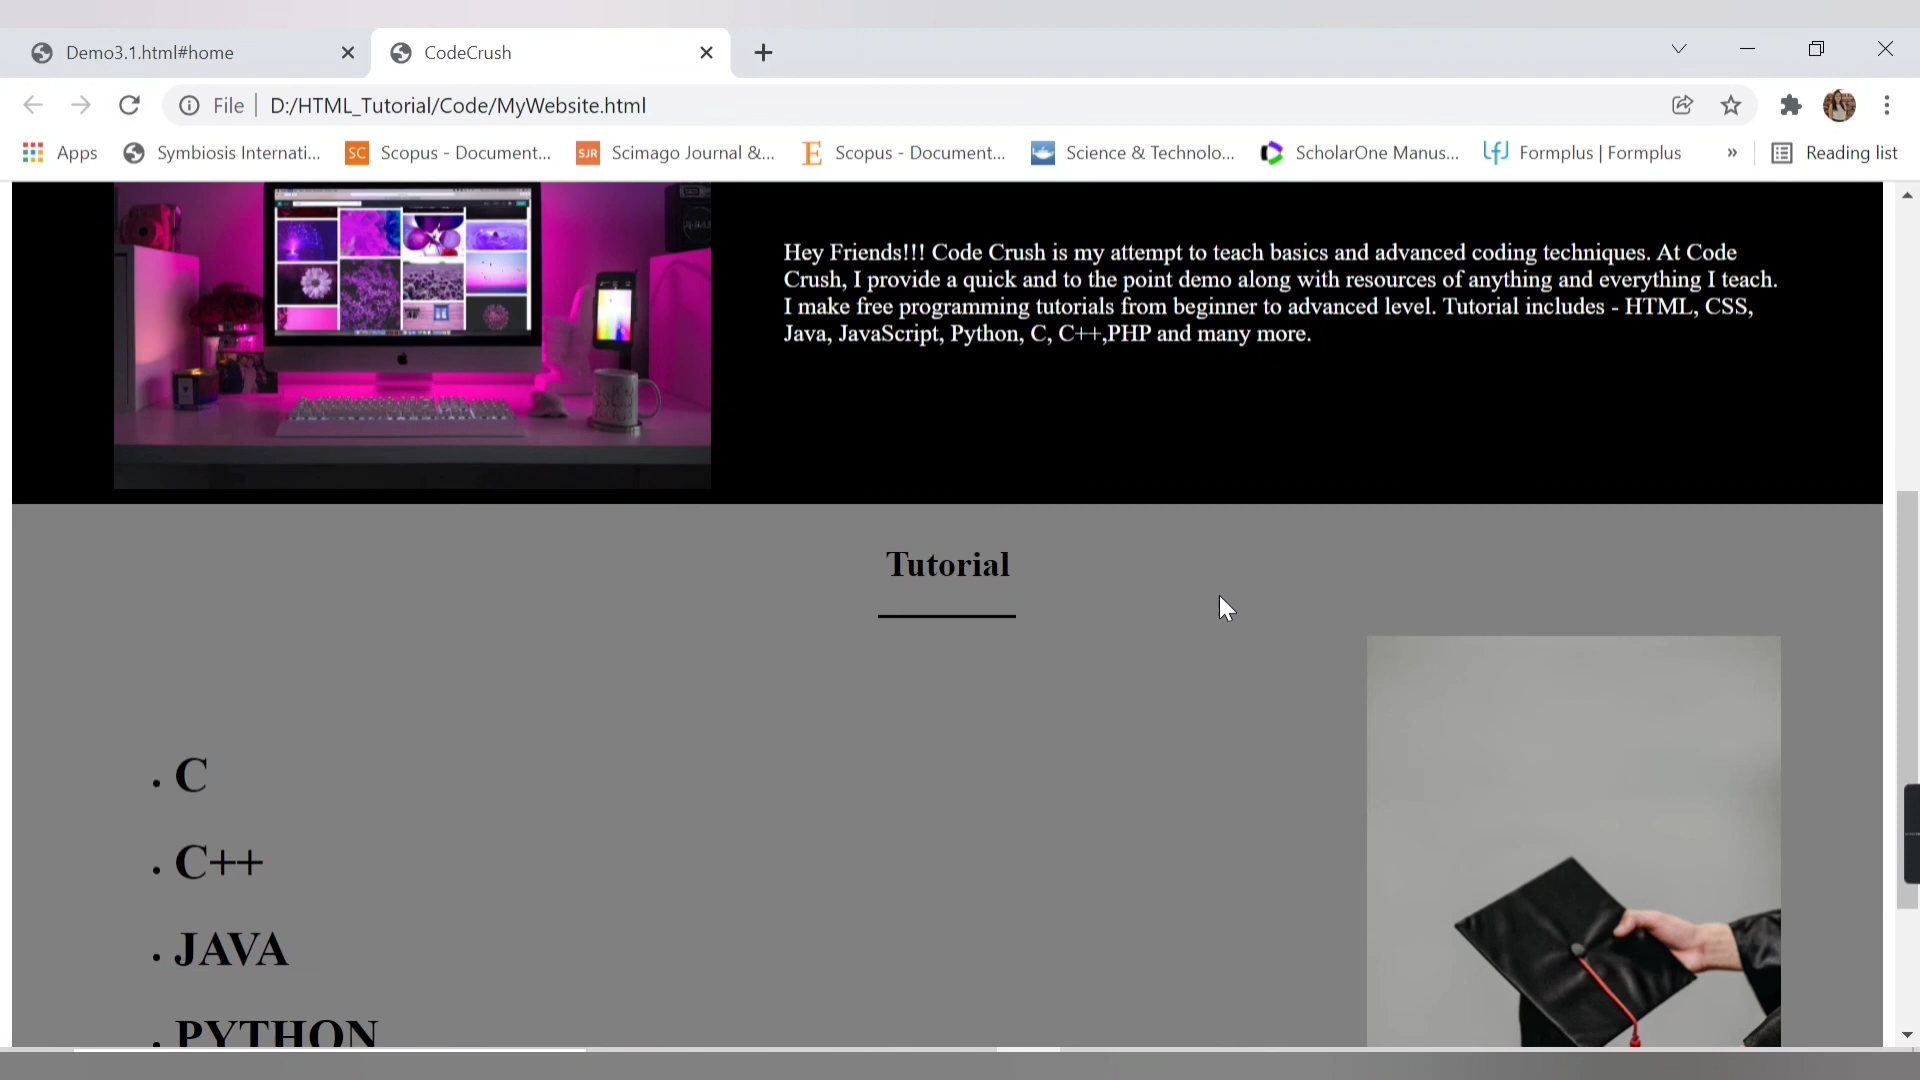 Demo3.1.html#home
CodeCrush
File
D:/HTML_Tutorial/Code/MyWebsite.html
Apps
Symbiosis Internati...
SC
Scopus - Document...
SJR
Scimago Journal &...
E
Scopus - Document...
Science & Technolo...
ScholarOne Manus...
Formplus | Formplus
»
Reading list
Hey Friends!!! Code Crush is my attempt to teach basics and advanced coding techniques. At Code
Crush, I provide a quick and to the point demo along with resources of anything and everything I teach.
I make free programming tutorials from beginner to advanced level. Tutorial includes - HTML, CSS,
Java, JavaScript, Python, C, C++,PHP and many more.
Tutorial
• C
• C++
• JAVA
• PYTHON